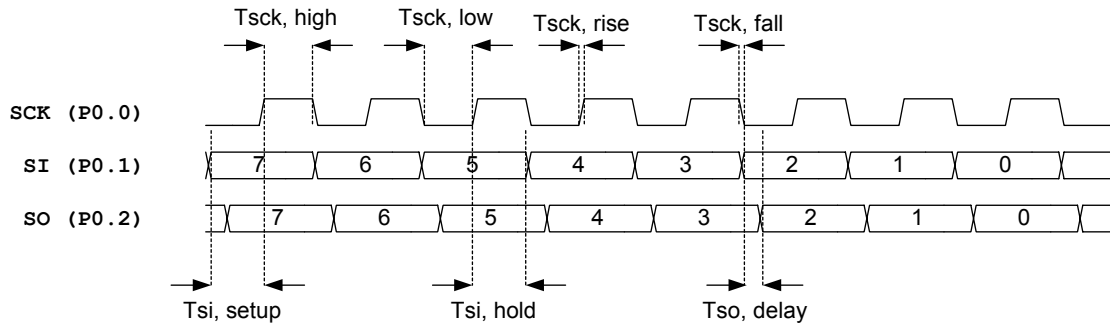 Tsck, high Tsck, low Tsck, rise Tsck, fall
SCK (P0.0)
SI (P0.1) 7 6 5 4 3 2 1 0
SO (P0.2) 7 6 5 4 3 2 1 0
Tsi, setup Tsi, hold Tso, delay